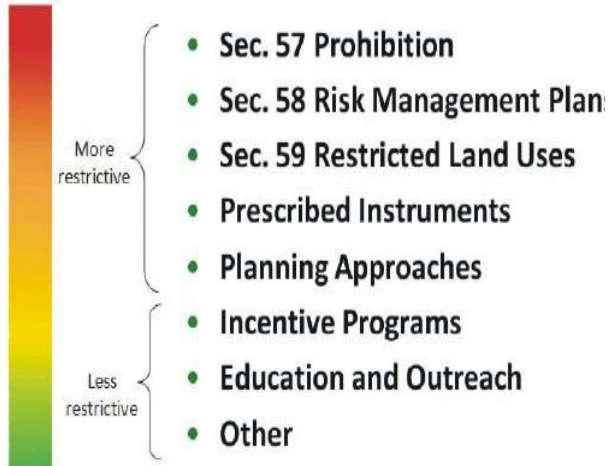 Sec. 57 Prohibition
Sec. 58 Risk Management Plans
Sec. 59 Restricted Land Uses
Prescribed Instruments
Planning Approaches
Incentive Programs
Education and Outreach
Other
More
restrictive
Less
restrictive